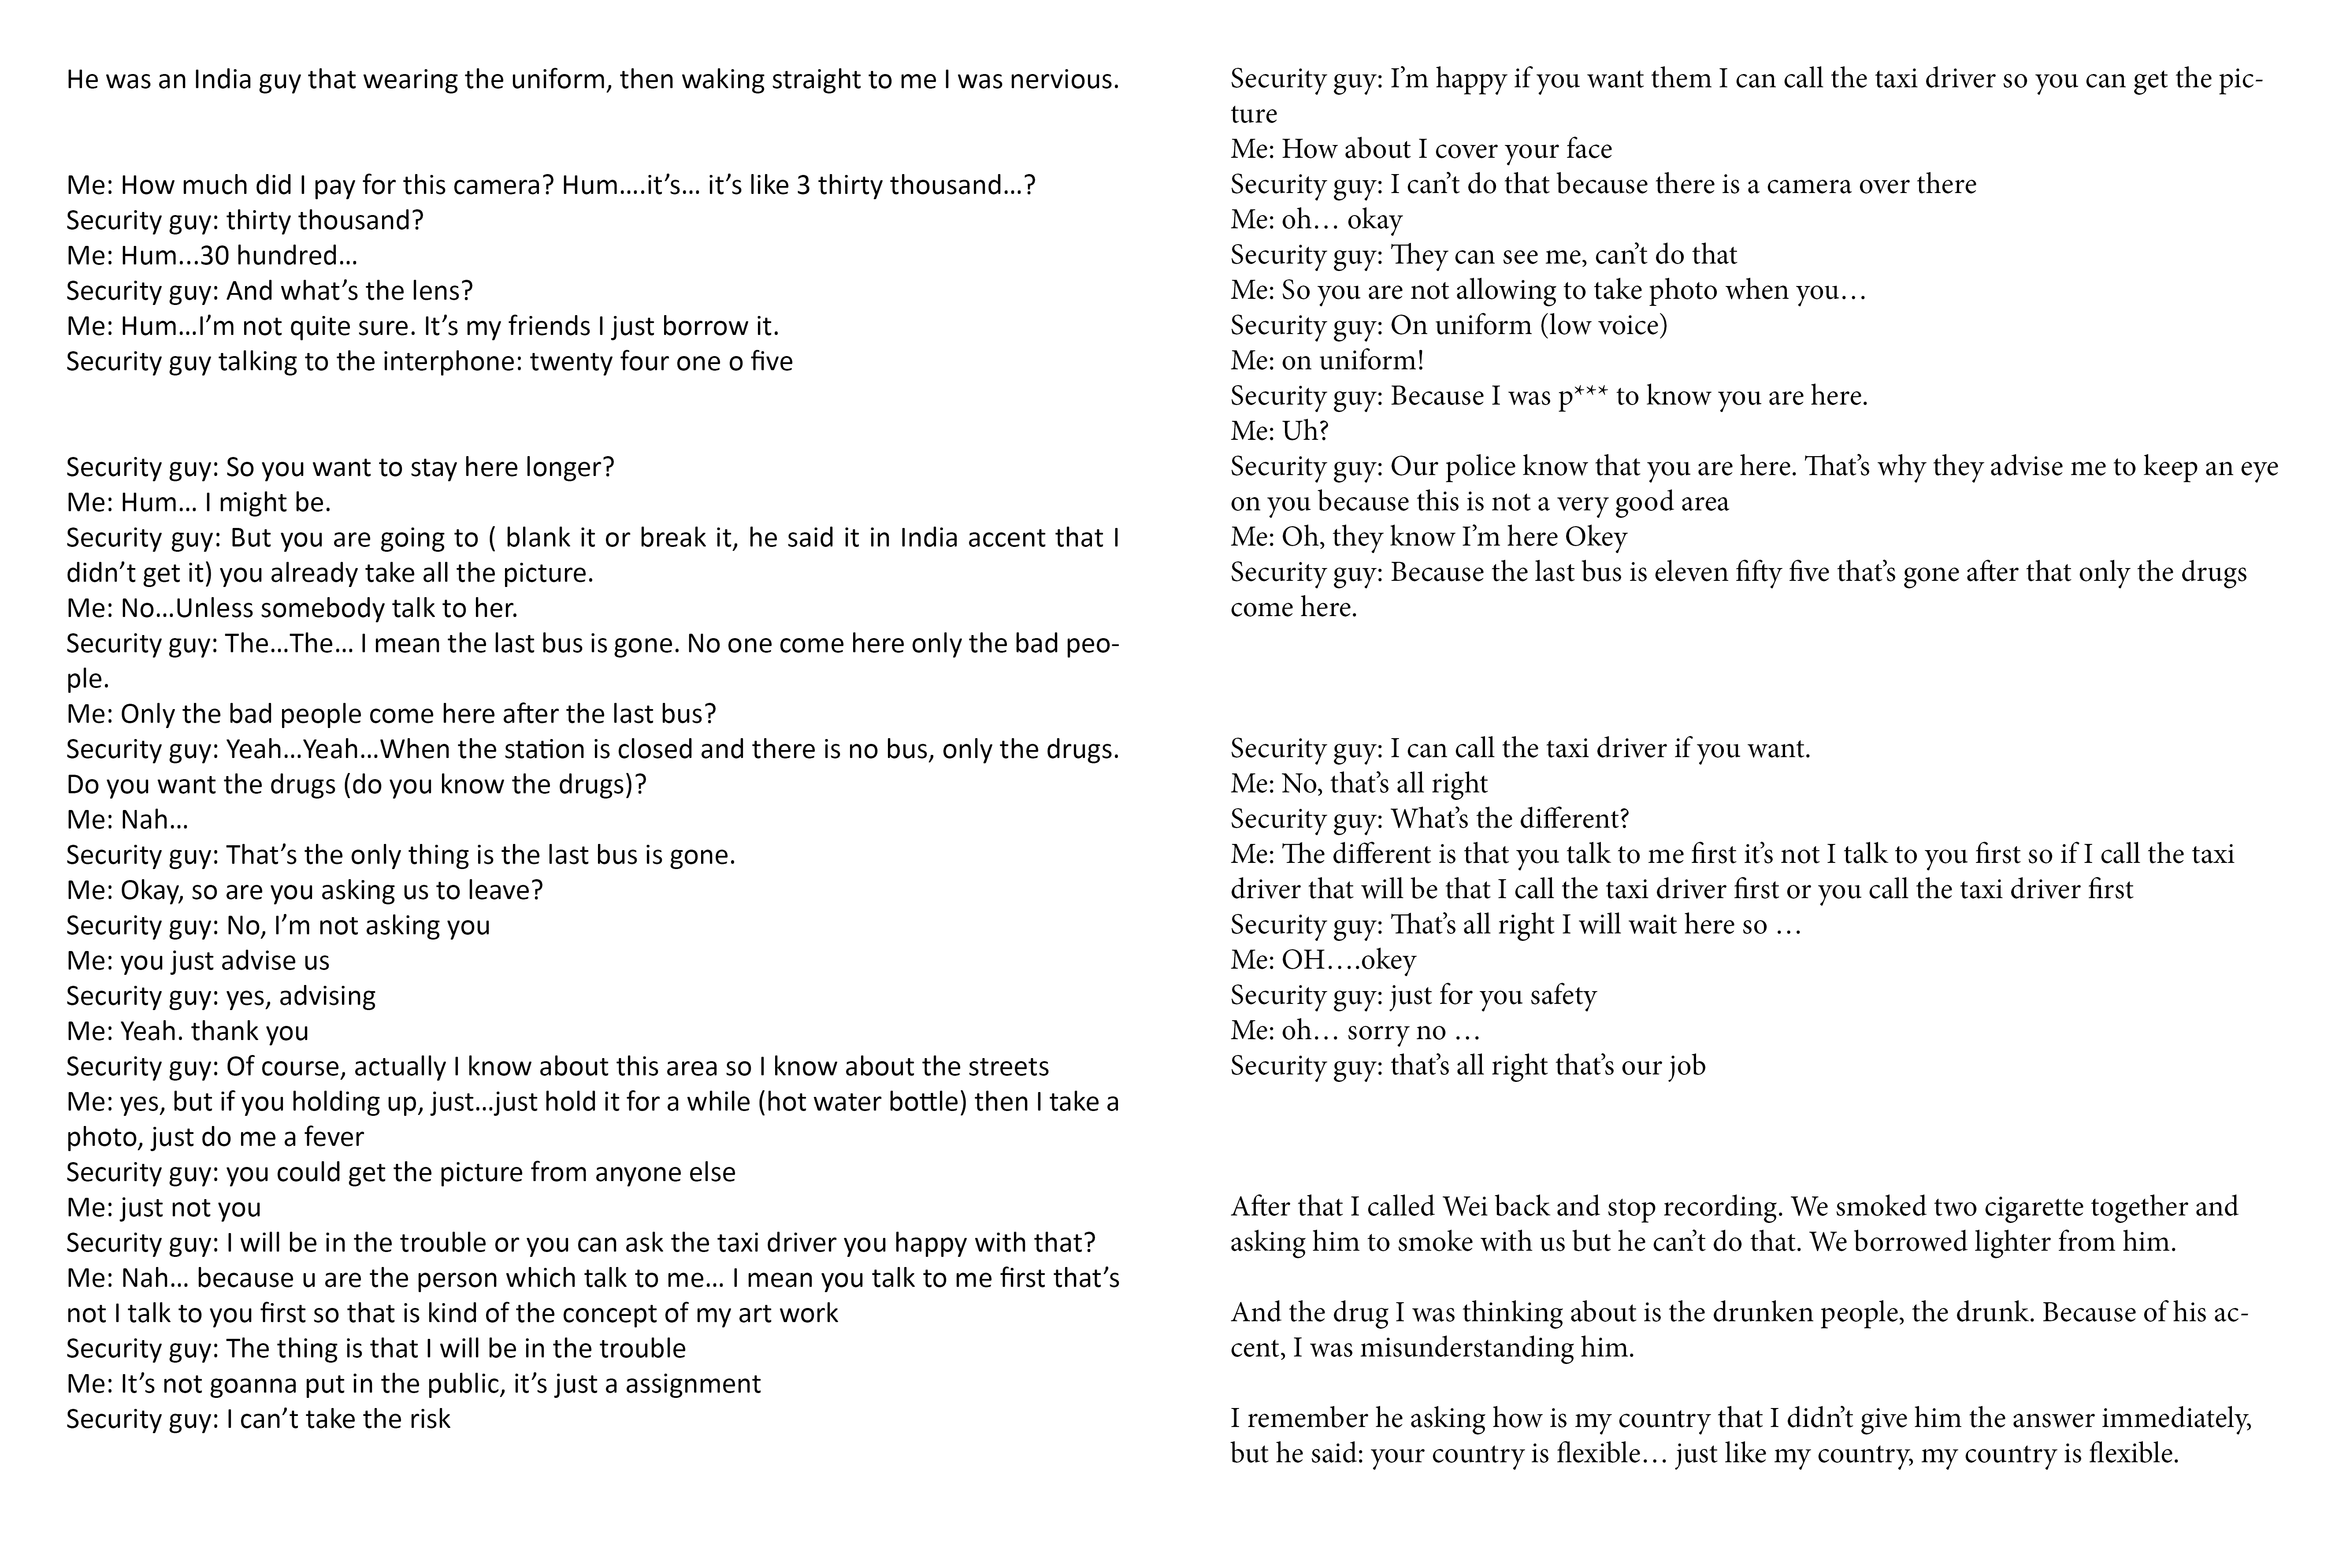 He was an India guy that wearing the uniform, then waking straight to me I was nervious.
Me: How much did I pay for this camera? Hum….it’s… it’s like 3 thirty thousand…?
Security guy: thirty thousand?
Me: Hum...30 hundred…
Security guy: And what’s the lens?
Me: Hum…I’m not quite sure. It’s my friends I just borrow it.
Security guy talking to the interphone: twenty four one o five
Security guy: So you want to stay here longer?
Me: Hum… I might be.
Security guy: But you are going to ( blank it or break it, he said it in India accent that I
didn’t get it) you already take all the picture.
Me: No…Unless somebody talk to her.
Security guy: The…The… I mean the last bus is gone. No one come here only the bad peo-
ple.
Me: Only the bad people come here after the last bus?
Security guy: Yeah…Yeah…When the station is closed and there is no bus, only the drugs.
Do you want the drugs (do you know the drugs)?
Me: Nah…
Security guy: That’s the only thing is the last bus is gone.
Me: Okay, so are you asking us to leave?
Security guy: No, I’m not asking you
Me: you just advise us
Security guy: yes, advising
Me: Yeah. thank you
Security guy: Of course, actually I know about this area so I know about the streets
Me: yes, but if you holding up, just…just hold it for a while (hot water bottle) then I take a
photo, just do me a fever
Security guy: you could get the picture from anyone else
Me: just not you
Security guy: I will be in the trouble or you can ask the taxi driver you happy with that?
Me: Nah… because u are the person which talk to me… I mean you talk to me first that’s
not I talk to you first so that is kind of the concept of my art work
Security guy: The thing is that I will be in the trouble
Me: It’s not goanna put in the public, it’s just a assignment
Security guy: I can’t take the risk
Security guy: I’m happy if you want them I can call the taxi driver so you can get the pic-
ture
Me: How about I cover your face
Security guy: I can’t do that because there is a camera over there
Me: oh… okay
Security guy: They can see me, can’t do that
Me: So you are not allowing to take photo when you…
Security guy: On uniform (low voice)
Me: on uniform!
Security guy: Because I was p*** to know you are here.
Me: Uh?
Security guy: Our police know that you are here. That’s why they advise me to keep an eye
on you because this is not a very good area
Me: Oh, they know I’m here Okey
Security guy: Because the last bus is eleven fifty five that’s gone after that only the drugs
come here.
Security guy: I can call the taxi driver if you want.
Me: No, that’s all right
Security guy: What’s the different?
Me: The different is that you talk to me first it’s not I talk to you first so if I call the taxi
driver that will be that I call the taxi driver first or you call the taxi driver first
Security guy: That’s all right I will wait here so …
Me: OH….okey
Security guy: just for you safety
Me: oh… sorry no …
Security guy: that’s all right that’s our job
After that I called Wei back and stop recording. We smoked two cigarette together and
asking him to smoke with us but he can’t do that. We borrowed lighter from him.
And the drug I was thinking about is the drunken people, the drunk. Because of his ac-
cent, I was misunderstanding him.
I remember he asking how is my country that I didn’t give him the answer immediately,
but he said: your country is flexible… just like my country, my country is flexible.